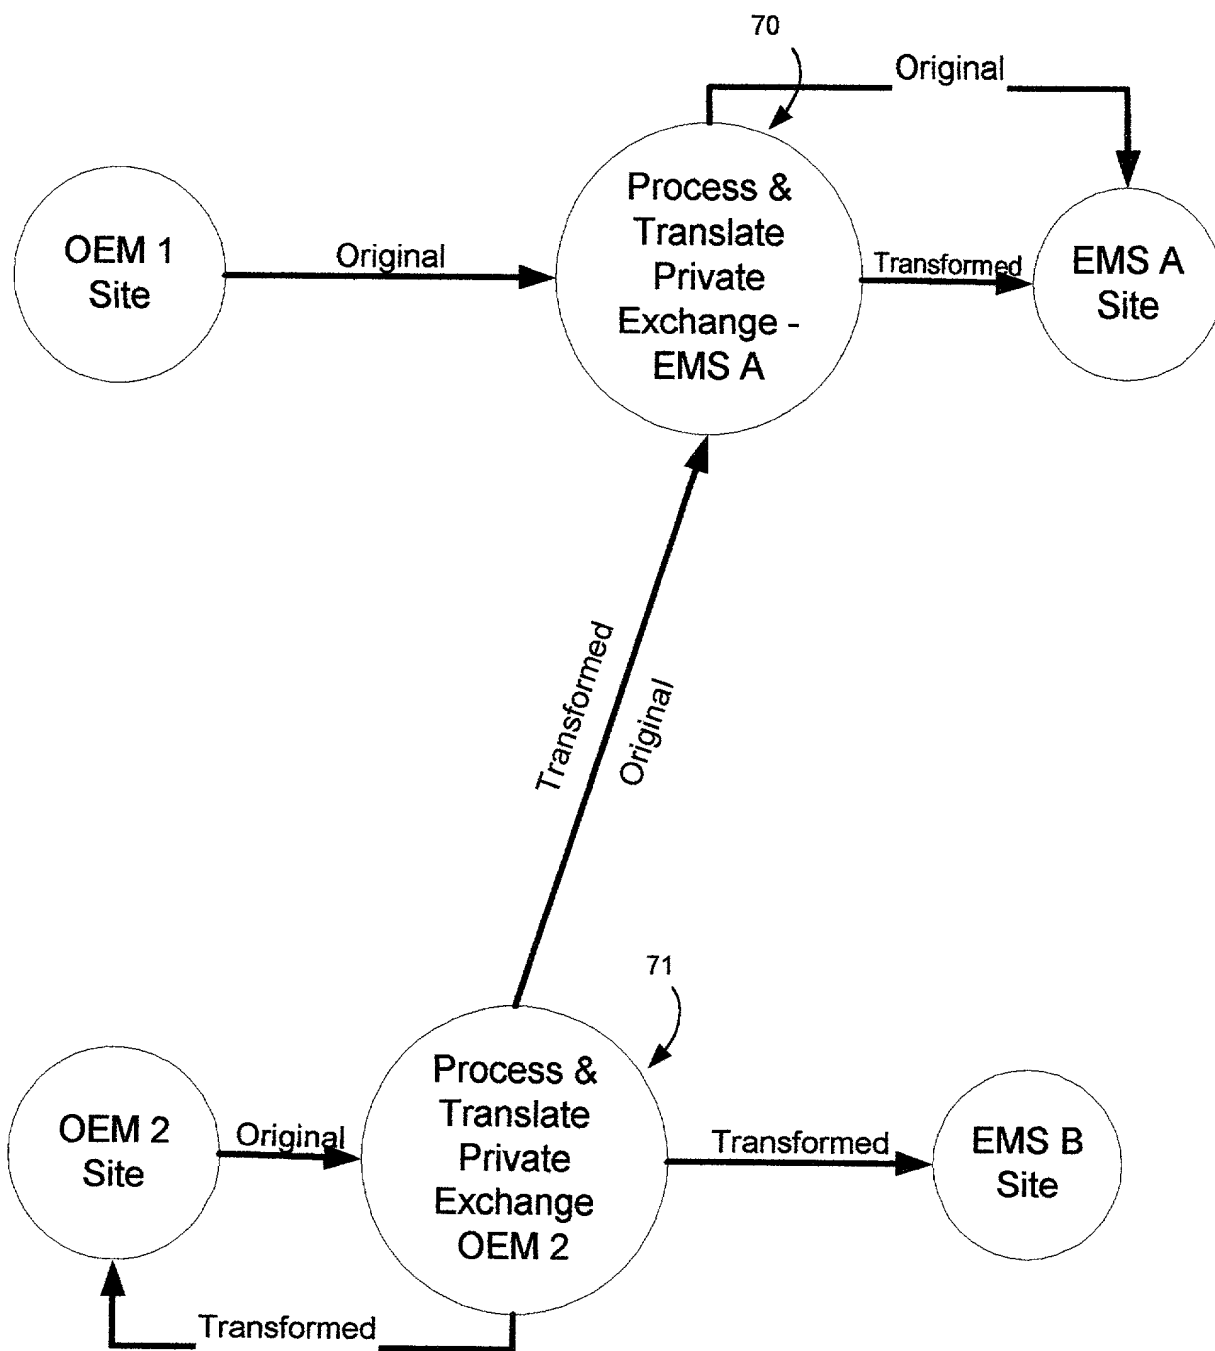 70
Original
OEM 1
Site
Original
Process &
Translate
Private
Exchange -
EMS A
Transformed
EMS A
Site
Transformed
Original
71
OEM 2
Site
Original
Process &
Translate
Private
Exchange
OEM 2
Transformed
EMS B
Site
Transformed